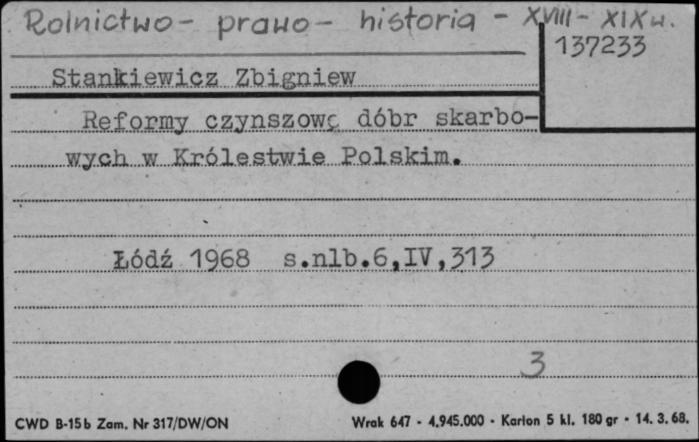 Rolnictwo - prawo - historia - XVIII - XIX w.
137233
Stankiewicz Zbigniew
Reformy czynszowe dóbr skarbo-
wych w Królestwie Polskim.
Łódź 1968 s.nlb.6,IV,313
3
CWD B-15b Zam. Nr 317/DW/ON
Wrak 647 - 4.945.000 - Karton 5 kl. 180 gr - 14. 3. 68.